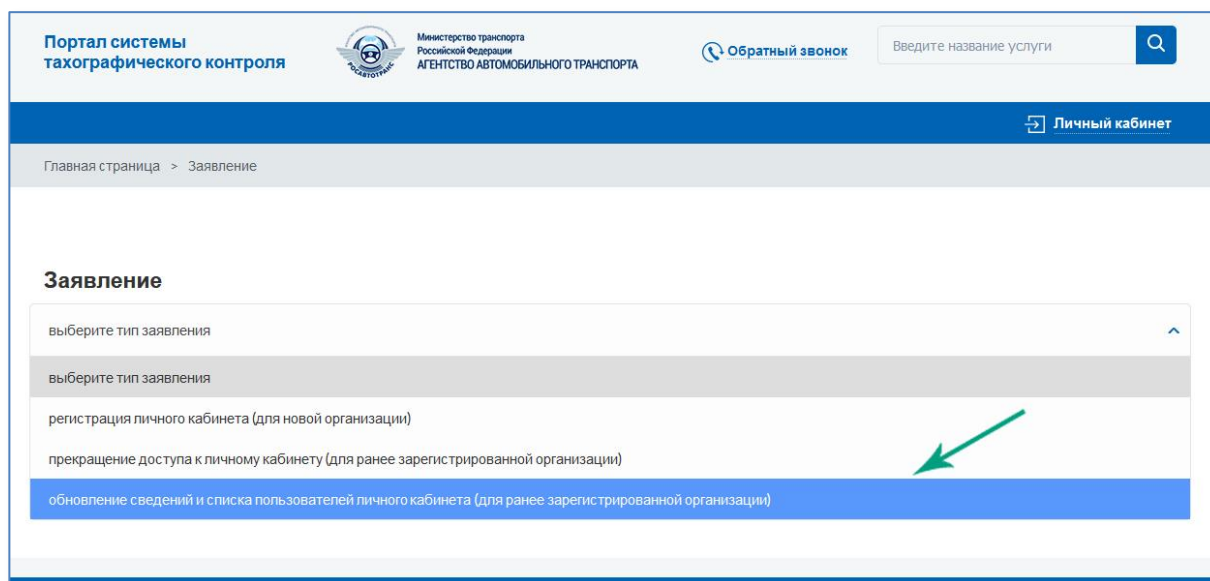 Портал системы
тахографического контроля
РОСАВТОТРАНС
Министерство транспорта
Российской Федерации
АГЕНТСТВО АВТОМОБИЛЬНОГО ТРАНСПОРТА
Обратный звонок
Введите название услуги
Личный кабинет
Главная страница > Заявление
Заявление
выберите тип заявления
выберите тип заявления
регистрация личного кабинета (для новой организации)
прекращение доступа к личному кабинету (для ранее зарегистрированной организации)
обновление сведений и списка пользователей личного кабинета (для ранее зарегистрированной организации)